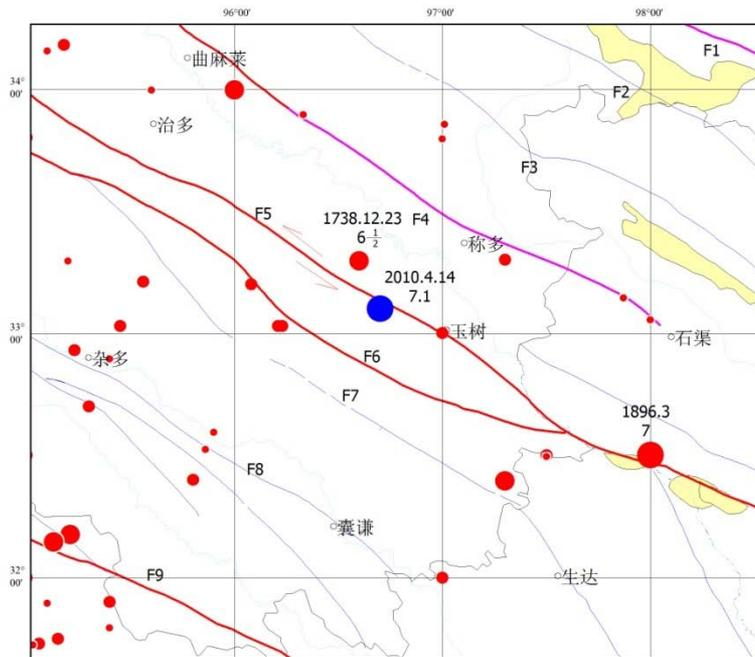 96°00'
97°00'
98°00'
F1
曲麻莱
34°
00'
F2
治多
F3
F5
1738.12.23
6 1/2
F4
称多
2010.4.14
7.1
33°
00'
玉树
石渠
杂多
F6
F7
1896.3
7
F8
囊谦
32°
00'
F9
生达